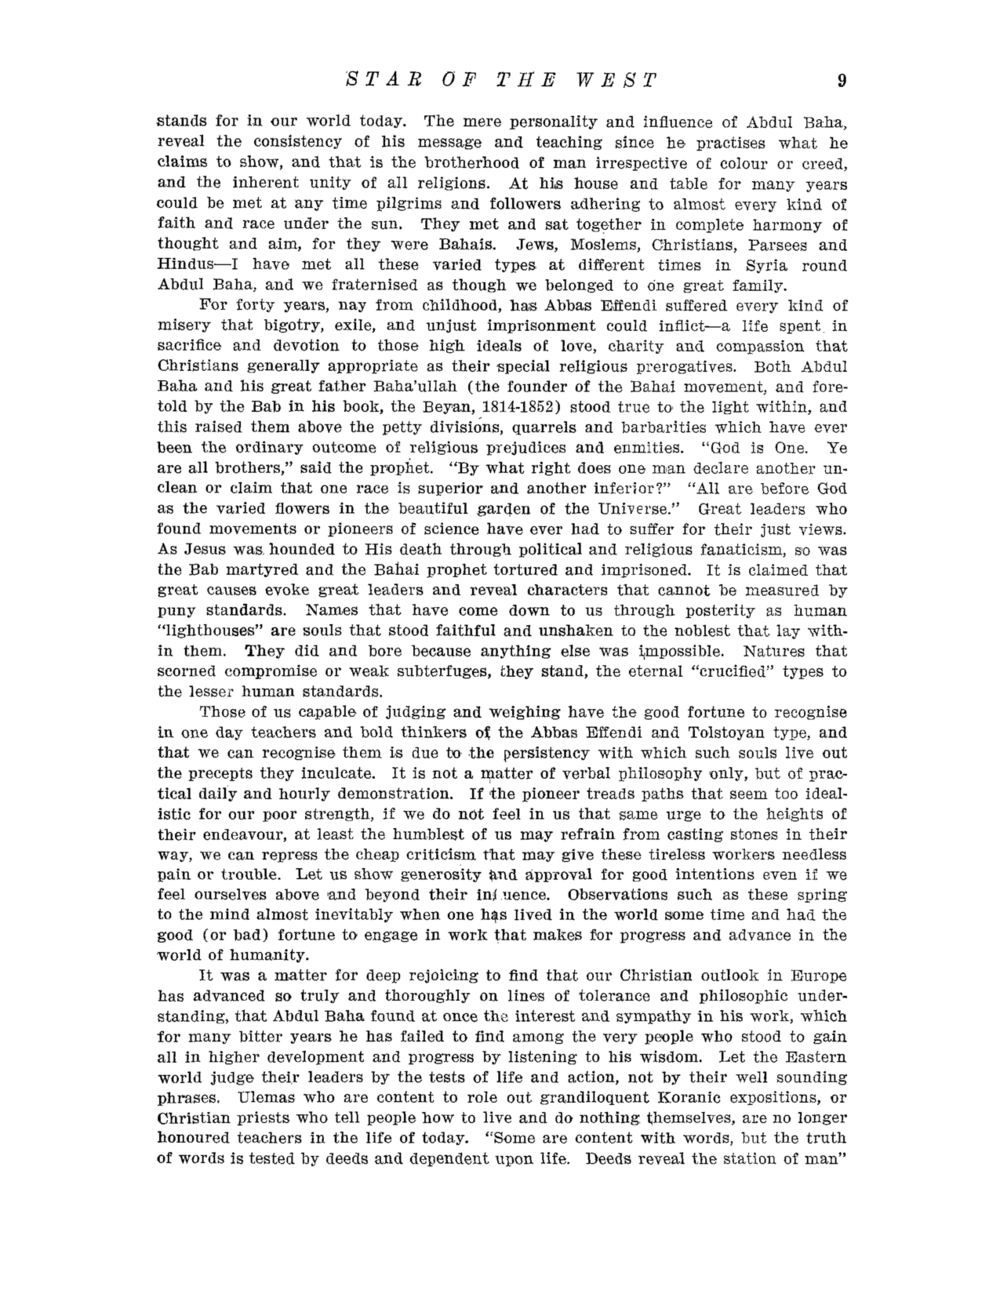 STAR OF THE WEST 9
stands for in our world today. The mere personality and influence of Abdul Baha,
reveal the consistency of his message and teaching since he practises what he
claims to show, and that is the brotherhood of man irrespective of colour or creed,
and the inherent unity of all religions. At his house and table for many years
could be met at any time pilgrims and followers adhering to almost every kind of
faith and race under the sun. They met and sat together in complete harmony of
thought and aim, for they were Bahais. Jews, Moslems, Christians, Parsees and
Hindus—I have met all these varied types at different times in Syria round
Abdul Baha, and we fraternised as though we belonged to one great family.
For forty years, nay from childhood, has Abbas Effendi suffered every kind of
misery that bigotry, exile, and unjust imprisonment could inflict—a life spent in
sacrifice and devotion to those high ideals of love, charity and compassion that
Christians generally appropriate as their special religious prerogatives. Both Abdul
Baha and his great father Baha'ullah (the founder of the Bahai movement, and fore-
told by the Bab in his book, the Beyan, 1814-1852) stood true to the light within, and
this raised them above the petty divisions, quarrels and barbarities which have ever
been the ordinary outcome of religious prejudices and enmities. "God is One. Ye
are all brothers," said the prophet. "By what right does one man declare another un-
clean or claim that one race is superior and another inferior?" "All are before God
as the varied flowers in the beautiful garden of the Universe." Great leaders who
found movements or pioneers of science have ever had to suffer for their just views.
As Jesus was hounded to His death through political and religious fanaticism, so was
the Bab martyred and the Bahai prophet tortured and imprisoned. It is claimed that
great causes evoke great leaders and reveal characters that cannot be measured by
puny standards. Names that have come down to us through posterity as human
"lighthouses" are souls that stood faithful and unshaken to the noblest that lay with-
in them. They did and bore because anything else was impossible. Natures that
scorned compromise or weak subterfuges, they stand, the eternal "crucified" types to
the lesser human standards.
Those of us capable of judging and weighing have the good fortune to recognise
in one day teachers and bold thinkers of the Abbas Effendi and Tolstoyan type, and
that we can recognise them is due to the persistency with which such souls live out
the precepts they inculcate. It is not a matter of verbal philosophy only, but of prac-
tical daily and hourly demonstration. If the pioneer treads paths that seem too ideal-
istic for our poor strength, if we do not feel in us that same urge to the heights of
their endeavour, at least the humblest of us may refrain from casting stones in their
way, we can repress the cheap criticism that may give these tireless workers needless
pain or trouble. Let us show generosity and approval for good intentions even if we
feel ourselves above and beyond their influence. Observations such as these spring
to the mind almost inevitably when one has lived in the world some time and had the
good (or bad) fortune to engage in work that makes for progress and advance in the
world of humanity.
It was a matter for deep rejoicing to find that our Christian outlook in Europe
has advanced so truly and thoroughly on lines of tolerance and philosophic under-
standing, that Abdul Baha found at once the interest and sympathy in his work, which
for many bitter years he has failed to find among the very people who stood to gain
all in higher development and progress by listening to his wisdom. Let the Eastern
world judge their leaders by the tests of life and action, not by their well sounding
phrases. Ulemas who are content to role out grandiloquent Koranic expositions, or
Christian priests who tell people how to live and do nothing themselves, are no longer
honoured teachers in the life of today. "Some are content with words, but the truth
of words is tested by deeds and dependent upon life. Deeds reveal the station of man"